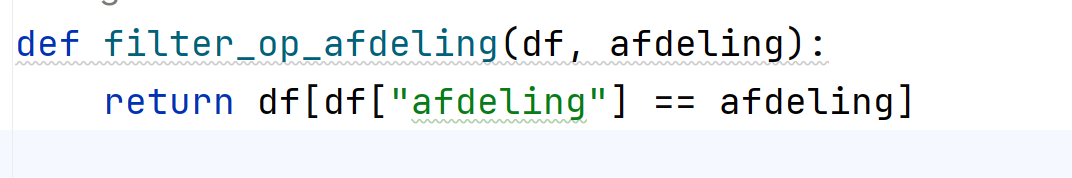 def filter_op_afdeling(df, afdeling):
    return df[df["afdeling"] == afdeling]